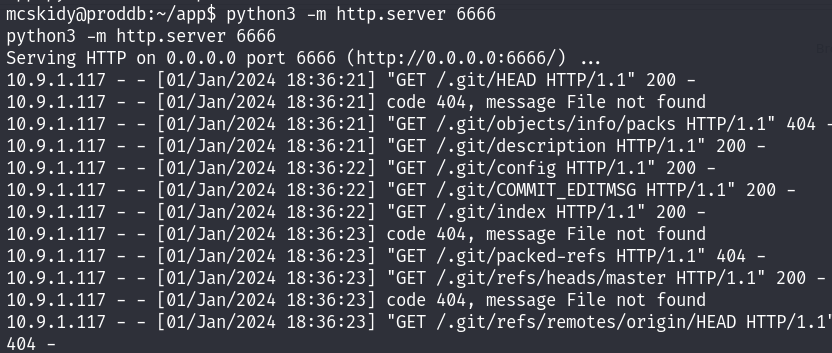 mcskidy@proddb:~/app$ python3 -m http.server 6666
python3 -m http.server 6666
Serving HTTP on 0.0.0.0 port 6666 (http://0.0.0.0:6666/) ...
10.9.1.117 - - [01/Jan/2024 18:36:21] "GET /.git/HEAD HTTP/1.1" 200 -
10.9.1.117 - - [01/Jan/2024 18:36:21] code 404, message File not found
10.9.1.117 - - [01/Jan/2024 18:36:21] "GET /.git/objects/info/packs HTTP/1.1" 404 -
10.9.1.117 - - [01/Jan/2024 18:36:21] "GET /.git/description HTTP/1.1" 200 -
10.9.1.117 - - [01/Jan/2024 18:36:22] "GET /.git/config HTTP/1.1" 200 -
10.9.1.117 - - [01/Jan/2024 18:36:22] "GET /.git/COMMIT_EDITMSG HTTP/1.1" 200 -
10.9.1.117 - - [01/Jan/2024 18:36:22] "GET /.git/index HTTP/1.1" 200 -
10.9.1.117 - - [01/Jan/2024 18:36:23] code 404, message File not found
10.9.1.117 - - [01/Jan/2024 18:36:23] "GET /.git/packed-refs HTTP/1.1" 404 -
10.9.1.117 - - [01/Jan/2024 18:36:23] "GET /.git/refs/heads/master HTTP/1.1" 200 -
10.9.1.117 - - [01/Jan/2024 18:36:23] code 404, message File not found
10.9.1.117 - - [01/Jan/2024 18:36:23] "GET /.git/refs/remotes/origin/HEAD HTTP/1.1"
404 -